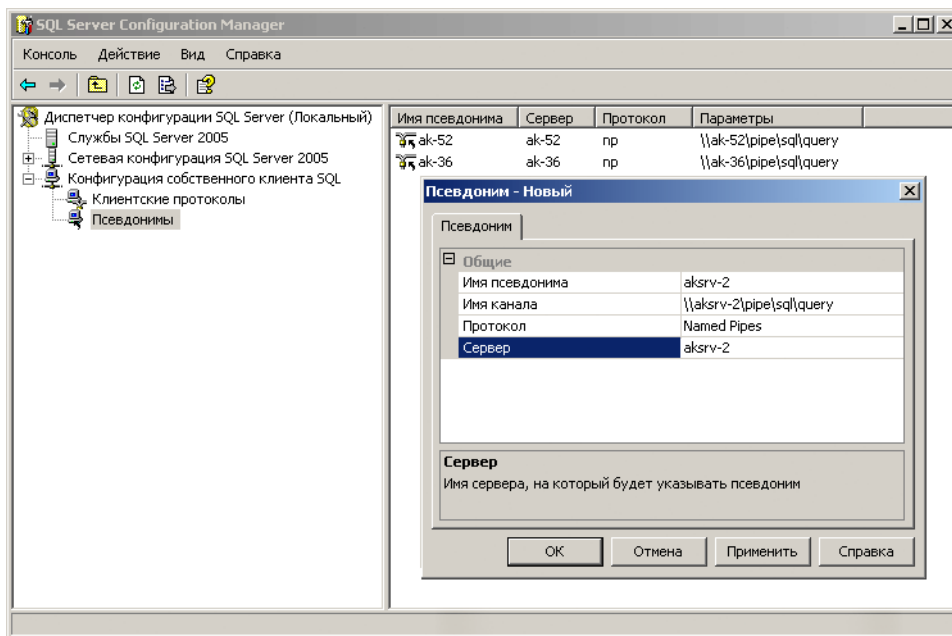 SQL Server Configuration Manager
Консоль Действие Вид Справка
Диспетчер конфигурации SQL Server (Локальный)
Службы SQL Server 2005
Сетевая конфигурация SQL Server 2005
Конфигурация собственного клиента SQL
Клиентские протоколы
Псевдонимы
Имя псевдонима Сервер Протокол Параметры
ak-52 ak-52 np \\ak-52\pipe\sql\query
ak-36 ak-36 np \\ak-36\pipe\sql\query
Псевдоним - Новый
Псевдоним
Общие
Имя псевдонима aksrv-2
Имя канала \\aksrv-2\pipe\sql\query
Протокол Named Pipes
Сервер aksrv-2
Сервер
Имя сервера, на который будет указывать псевдоним
OK Отмена Применить Справка